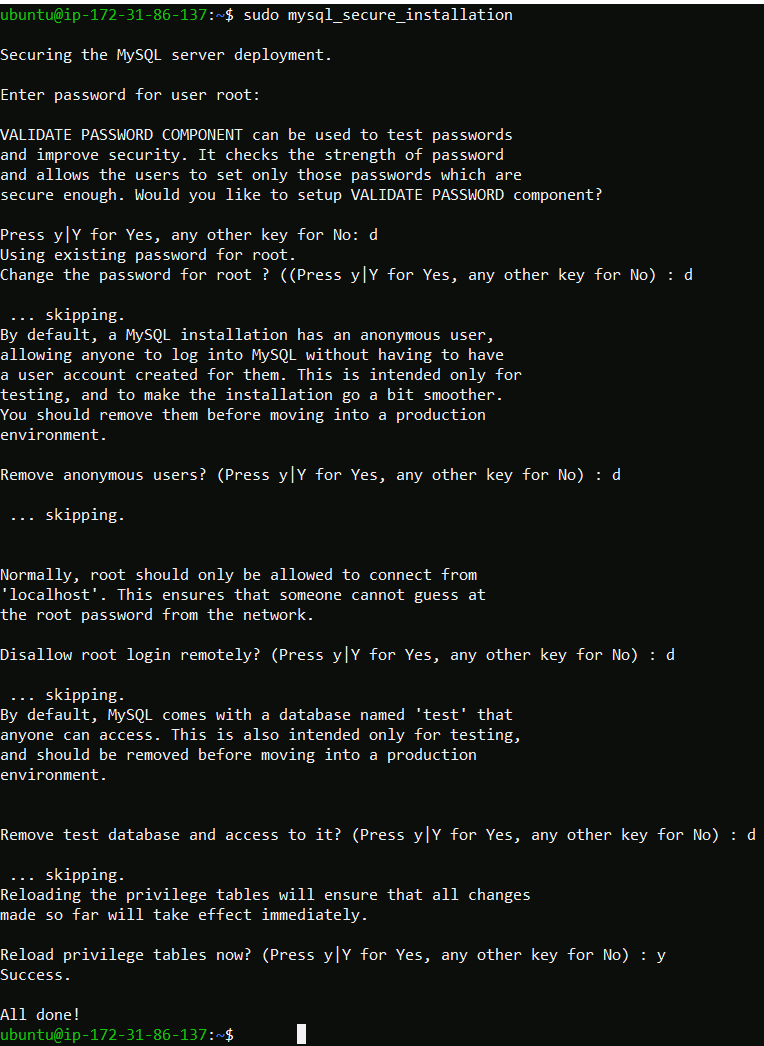 ubuntu@ip-172-31-86-137:~$ sudo mysql_secure_installation
Securing the MySQL server deployment.
Enter password for user root:
VALIDATE PASSWORD COMPONENT can be used to test passwords
and improve security. It checks the strength of password
and allows the users to set only those passwords which are
secure enough. Would you like to setup VALIDATE PASSWORD component?
Press y|Y for Yes, any other key for No: d
Using existing password for root.
Change the password for root ? ((Press y|Y for Yes, any other key for No) : d
... skipping.
By default, a MySQL installation has an anonymous user,
allowing anyone to log into MySQL without having to have
a user account created for them. This is intended only for
testing, and to make the installation go a bit smoother.
You should remove them before moving into a production
environment.
Remove anonymous users? (Press y|Y for Yes, any other key for No) : d
... skipping.
Normally, root should only be allowed to connect from
'localhost'. This ensures that someone cannot guess at
the root password from the network.
Disallow root login remotely? (Press y|Y for Yes, any other key for No) : d
... skipping.
By default, MySQL comes with a database named 'test' that
anyone can access. This is also intended only for testing,
and should be removed before moving into a production
environment.
Remove test database and access to it? (Press y|Y for Yes, any other key for No) : d
... skipping.
Reloading the privilege tables will ensure that all changes
made so far will take effect immediately.
Reload privilege tables now? (Press y|Y for Yes, any other key for No) : y
Success.
All done!
ubuntu@ip-172-31-86-137:~$